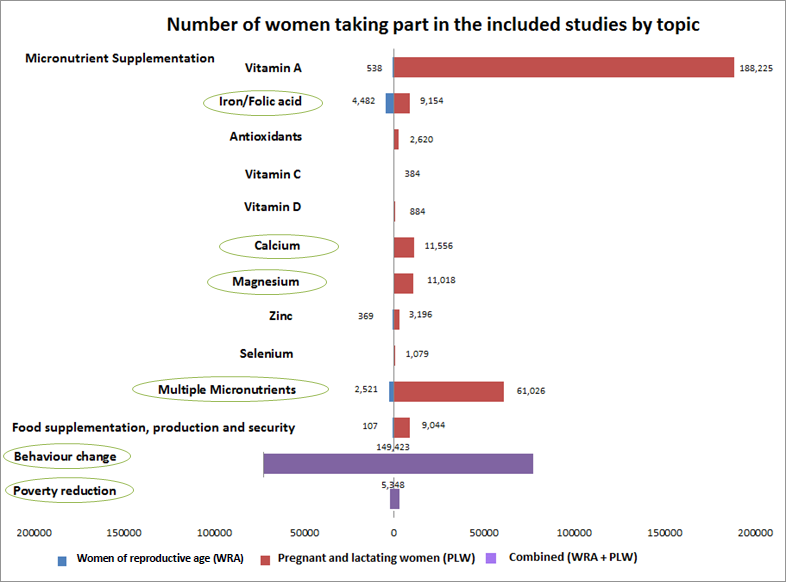 Number of women taking part in the included studies by topic
Micronutrient Supplementation
Vitamin A 538 188,225
Iron/Folic acid 4,482 9,154
Antioxidants 2,620
Vitamin C 384
Vitamin D 884
Calcium 11,556
Magnesium 11,018
Zinc 369 3,196
Selenium 1,079
Multiple Micronutrients 2,521 61,026
Food supplementation, production and security 107 9,044
Behaviour change 149,423
Poverty reduction 5,348
200000 150000 100000 50000 0 50000 100000 150000 200000
Women of reproductive age (WRA) Pregnant and lactating women (PLW) Combined (WRA + PLW)